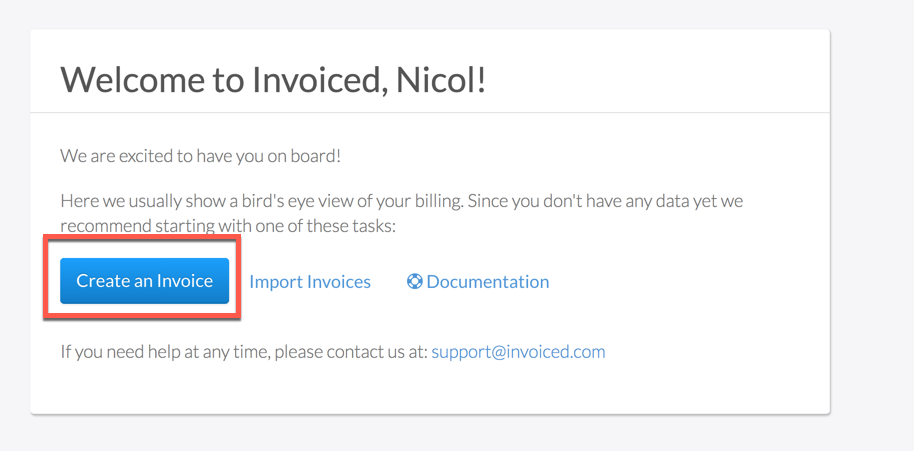 Welcome to Invoiced, Nicol!
We are excited to have you on board!
Here we usually show a bird's eye view of your billing. Since you don't have any data yet we
recommend starting with one of these tasks:
Create an Invoice Import Invoices Documentation
If you need help at any time, please contact us at: support@invoiced.com